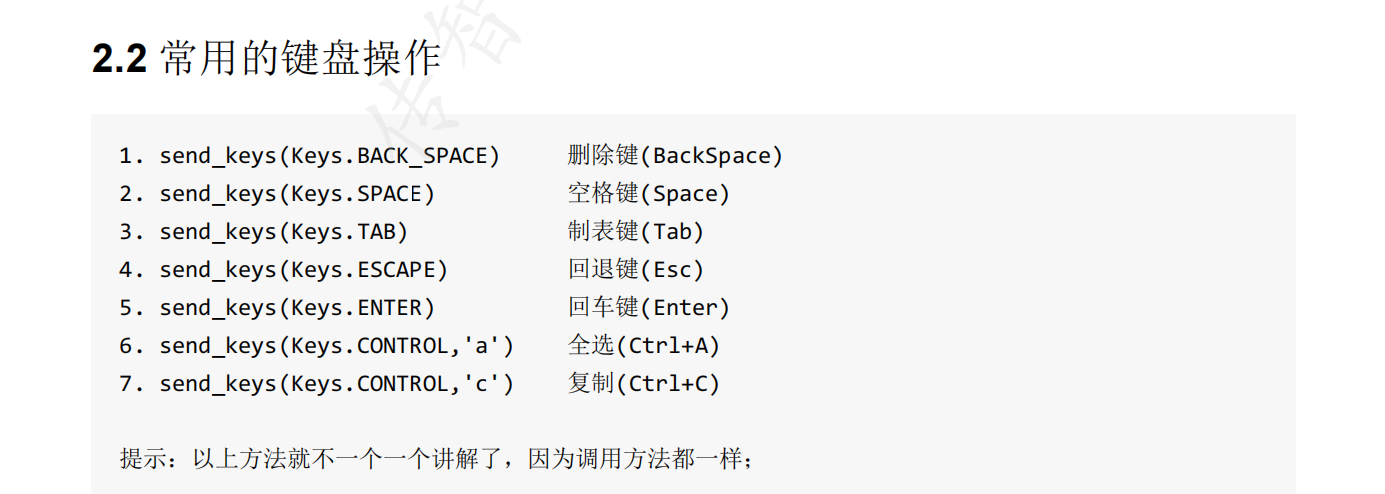 传智
2.2 常用的键盘操作
1. send_keys(Keys.BACK_SPACE) 删除键(BackSpace)
2. send_keys(Keys.SPACE) 空格键(Space)
3. send_keys(Keys.TAB) 制表键(Tab)
4. send_keys(Keys.ESCAPE) 回退键(Esc)
5. send_keys(Keys.ENTER) 回车键(Enter)
6. send_keys(Keys.CONTROL,'a') 全选(Ctrl+A)
7. send_keys(Keys.CONTROL,'c') 复制(Ctrl+C)
提示：以上方法就不一个一个讲解了，因为调用方法都一样；